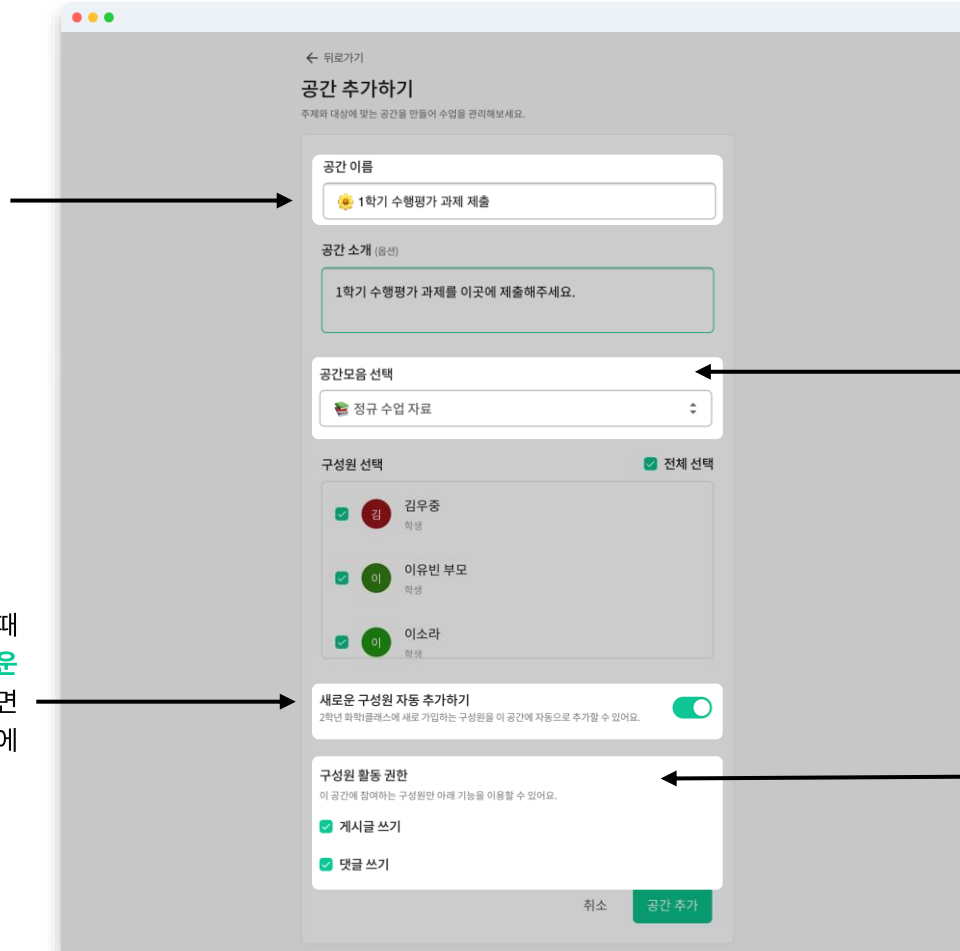 뒤로가기
공간 추가하기
주제와 대상에 맞는 공간을 만들어 수업을 관리해보세요.
공간 이름
🌼 1학기 수행평가 과제 제출
공간 소개 (옵션)
1학기 수행평가 과제를 이곳에 제출해주세요.
공간모음 선택
📚 정규 수업 자료
구성원 선택
전체 선택
김
김우중
학생
이
이유빈 부모
학생
이
이소라
학생
때
운
면
에
새로운 구성원 자동 추가하기
2학년 화학I클래스에 새로 가입하는 구성원을 이 공간에 자동으로 추가할 수 있어요.
구성원 활동 권한
이 공간에 참여하는 구성원만 아래 기능을 이용할 수 있어요.
게시글 쓰기
댓글 쓰기
취소
공간 추가